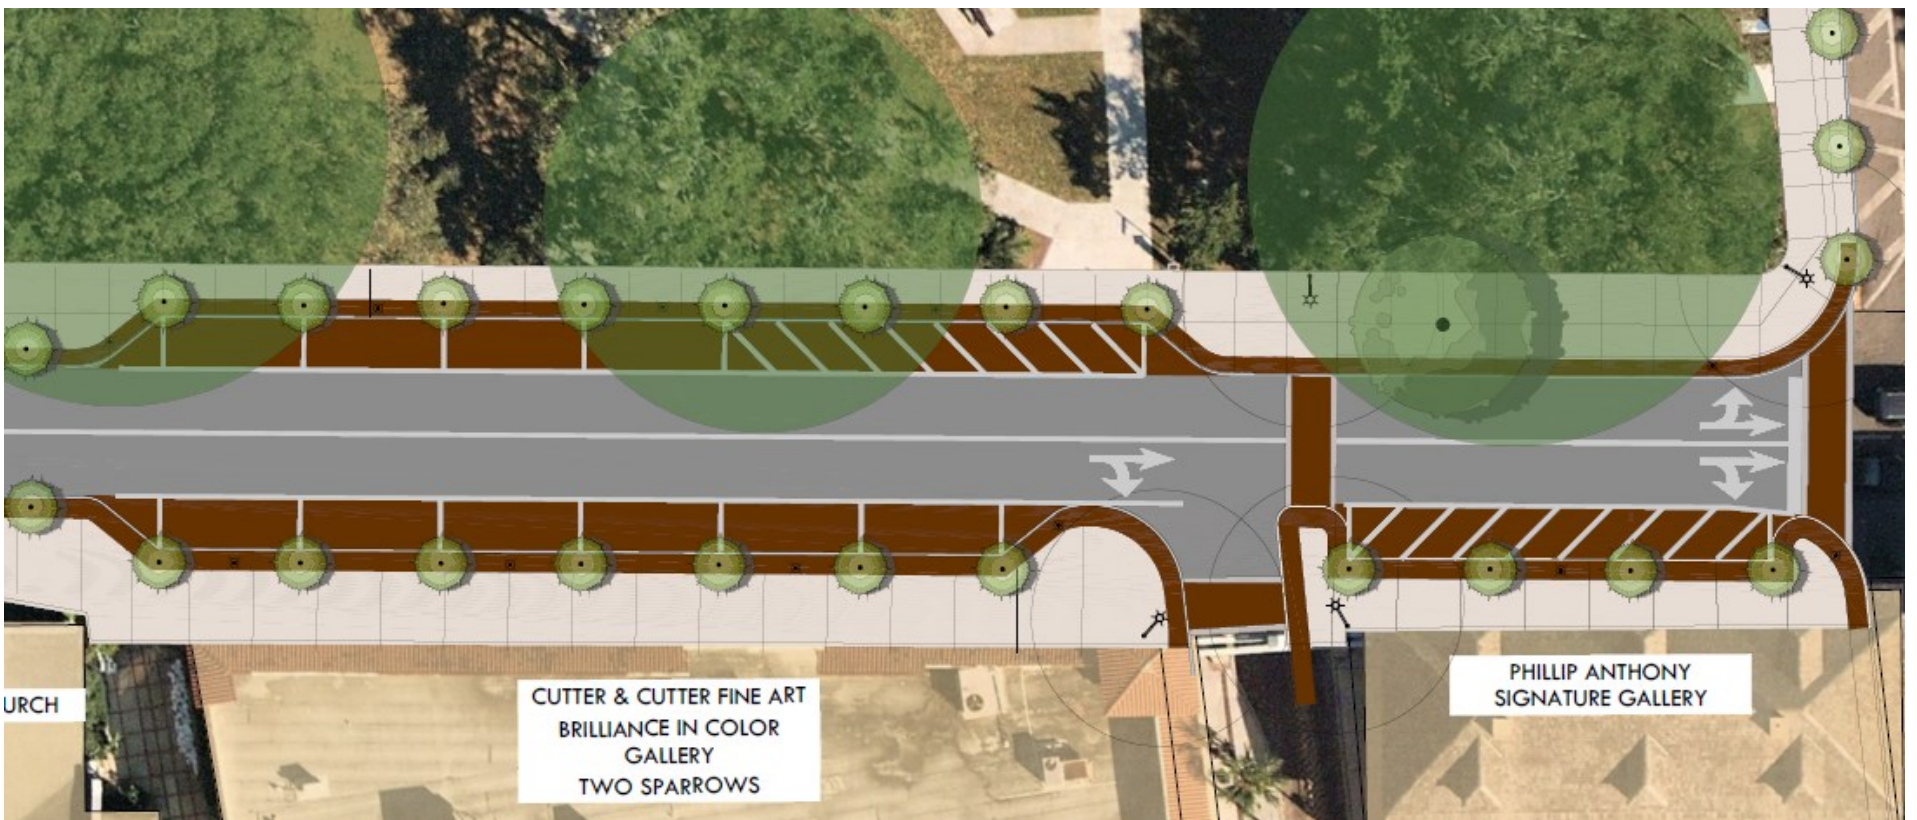 URCH
CUTTER & CUTTER FINE ART
BRILLIANCE IN COLOR
GALLERY
TWO SPARROWS
PHILLIP ANTHONY
SIGNATURE GALLERY